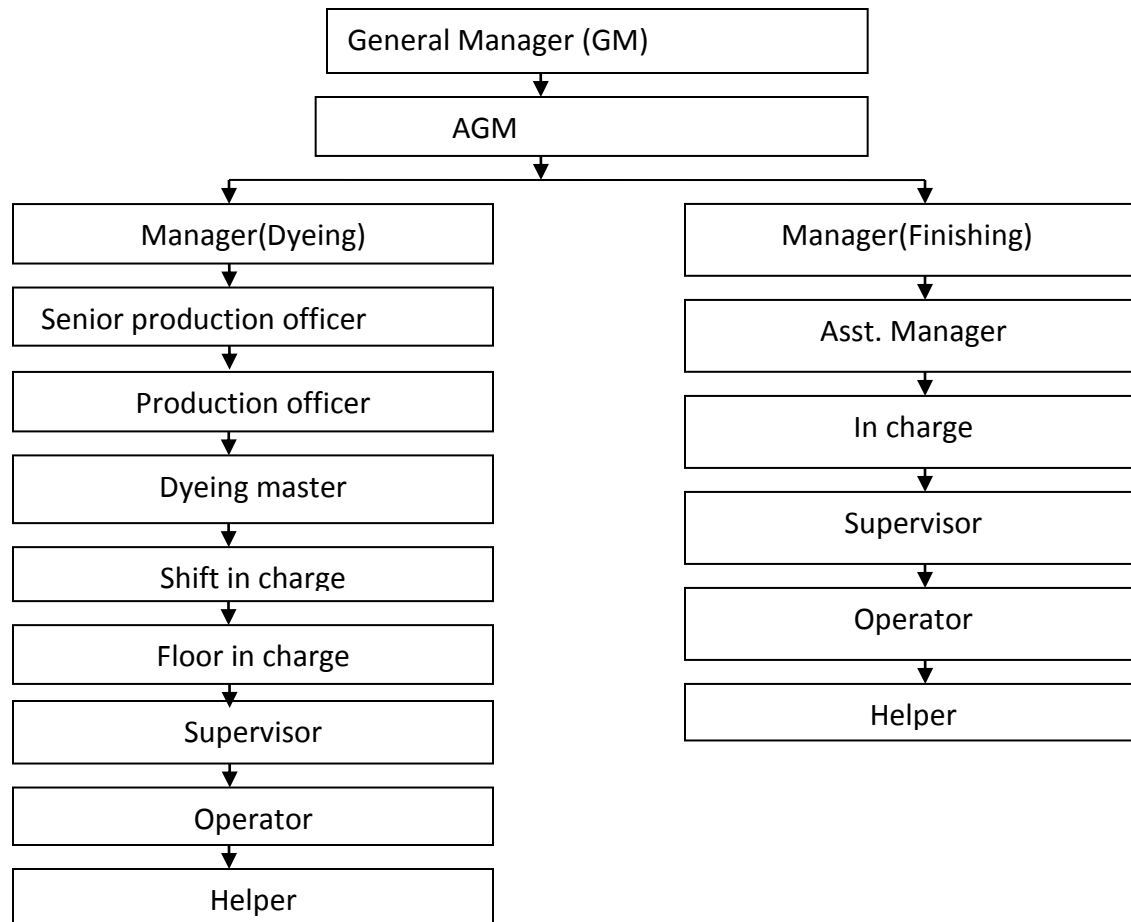 General Manager (GM)
AGM
Manager(Dyeing)
Senior production officer
Production officer
Dyeing master
Shift in charge
Floor in charge
Supervisor
Operator
Helper
Manager(Finishing)
Asst. Manager
In charge
Supervisor
Operator
Helper